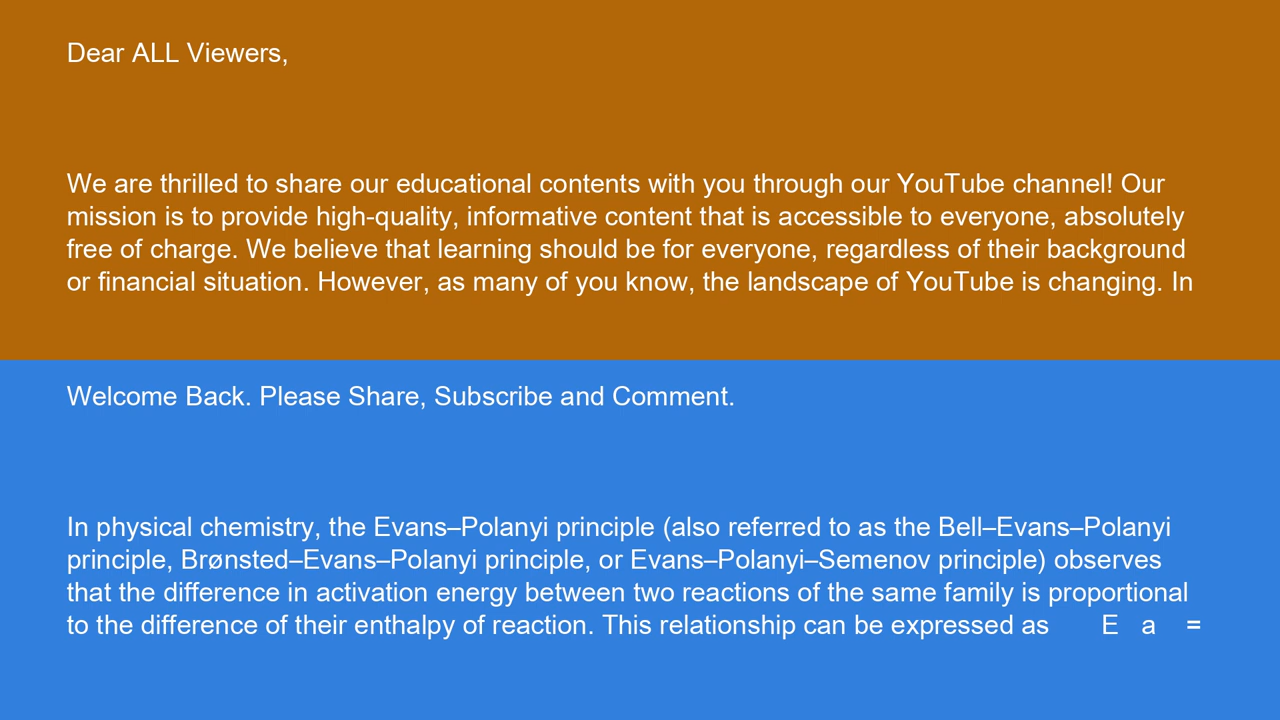 Dear ALL Viewers,
We are thrilled to share our educational contents with you through our YouTube channel! Our
mission is to provide high-quality, informative content that is accessible to everyone, absolutely
free of charge. We believe that learning should be for everyone, regardless of their background
or financial situation. However, as many of you know, the landscape of YouTube is changing. In
Welcome Back. Please Share, Subscribe and Comment.
In physical chemistry, the Evans–Polanyi principle (also referred to as the Bell–Evans–Polanyi
principle, Brønsted–Evans–Polanyi principle, or Evans–Polanyi–Semenov principle) observes
that the difference in activation energy between two reactions of the same family is proportional
to the difference of their enthalpy of reaction. This relationship can be expressed as E a =